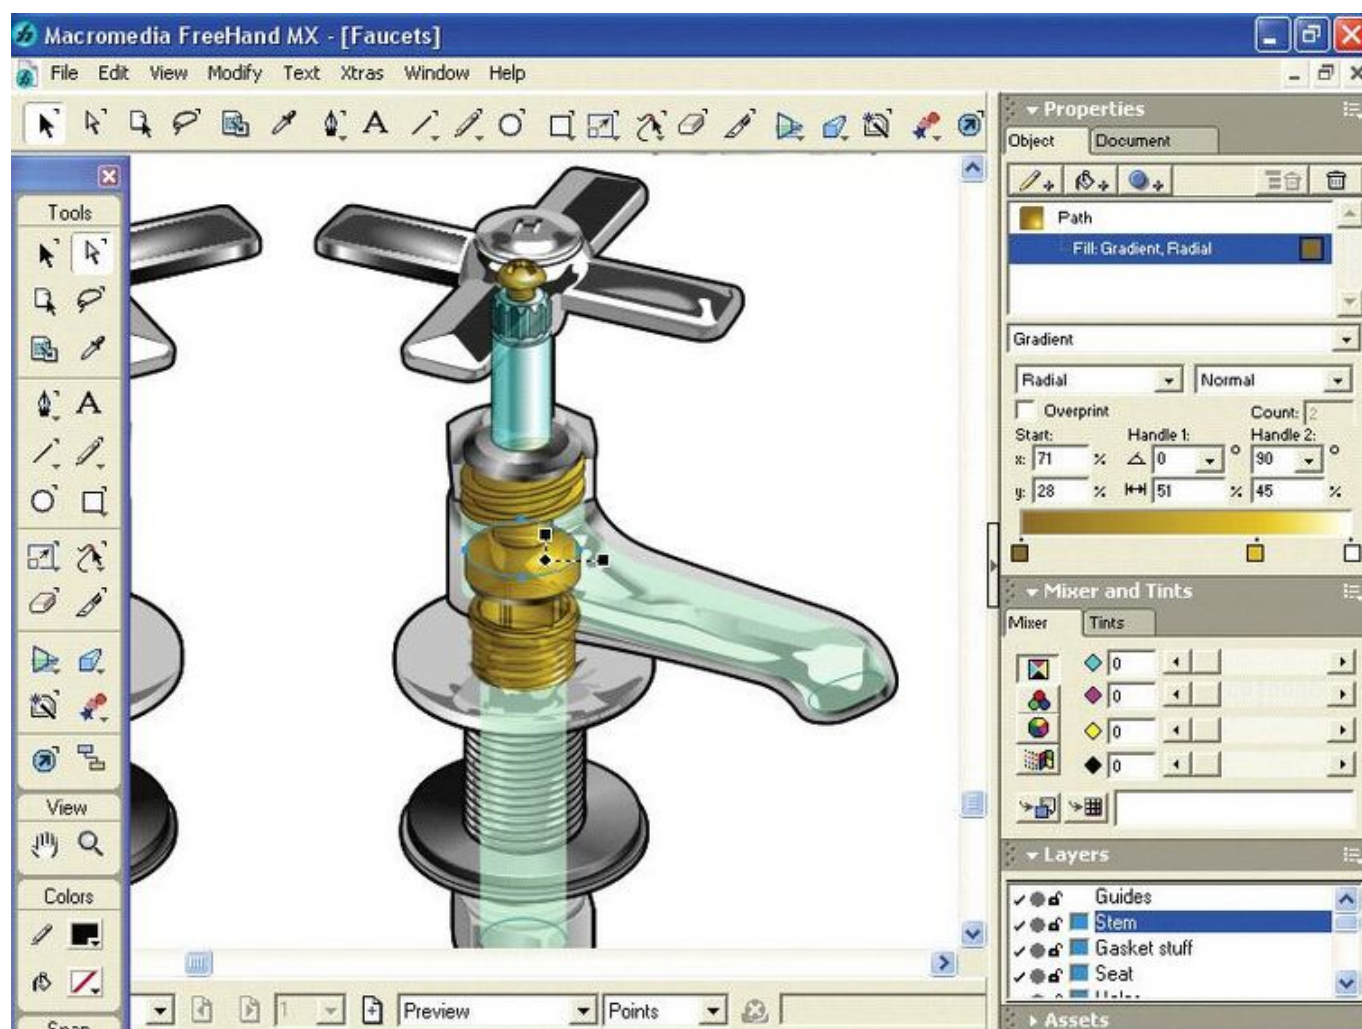 Macromedia FreeHand MX - [Faucets]
File Edit View Modify Text Xtras Window Help
Tools
View
Colors
Properties
Object Document
Path
Fill: Gradient, Radial
Gradient
Radial Normal
Overprint Count: 2
Start: Handle 1: Handle 2:
x: 71 % 0 ° 90 °
y: 28 % 51 % 45 %
Mixer and Tints
Mixer Tints
0
0
0
0
Layers
Guides
Stem
Gasket stuff
Seat
Assets
1 Preview Points